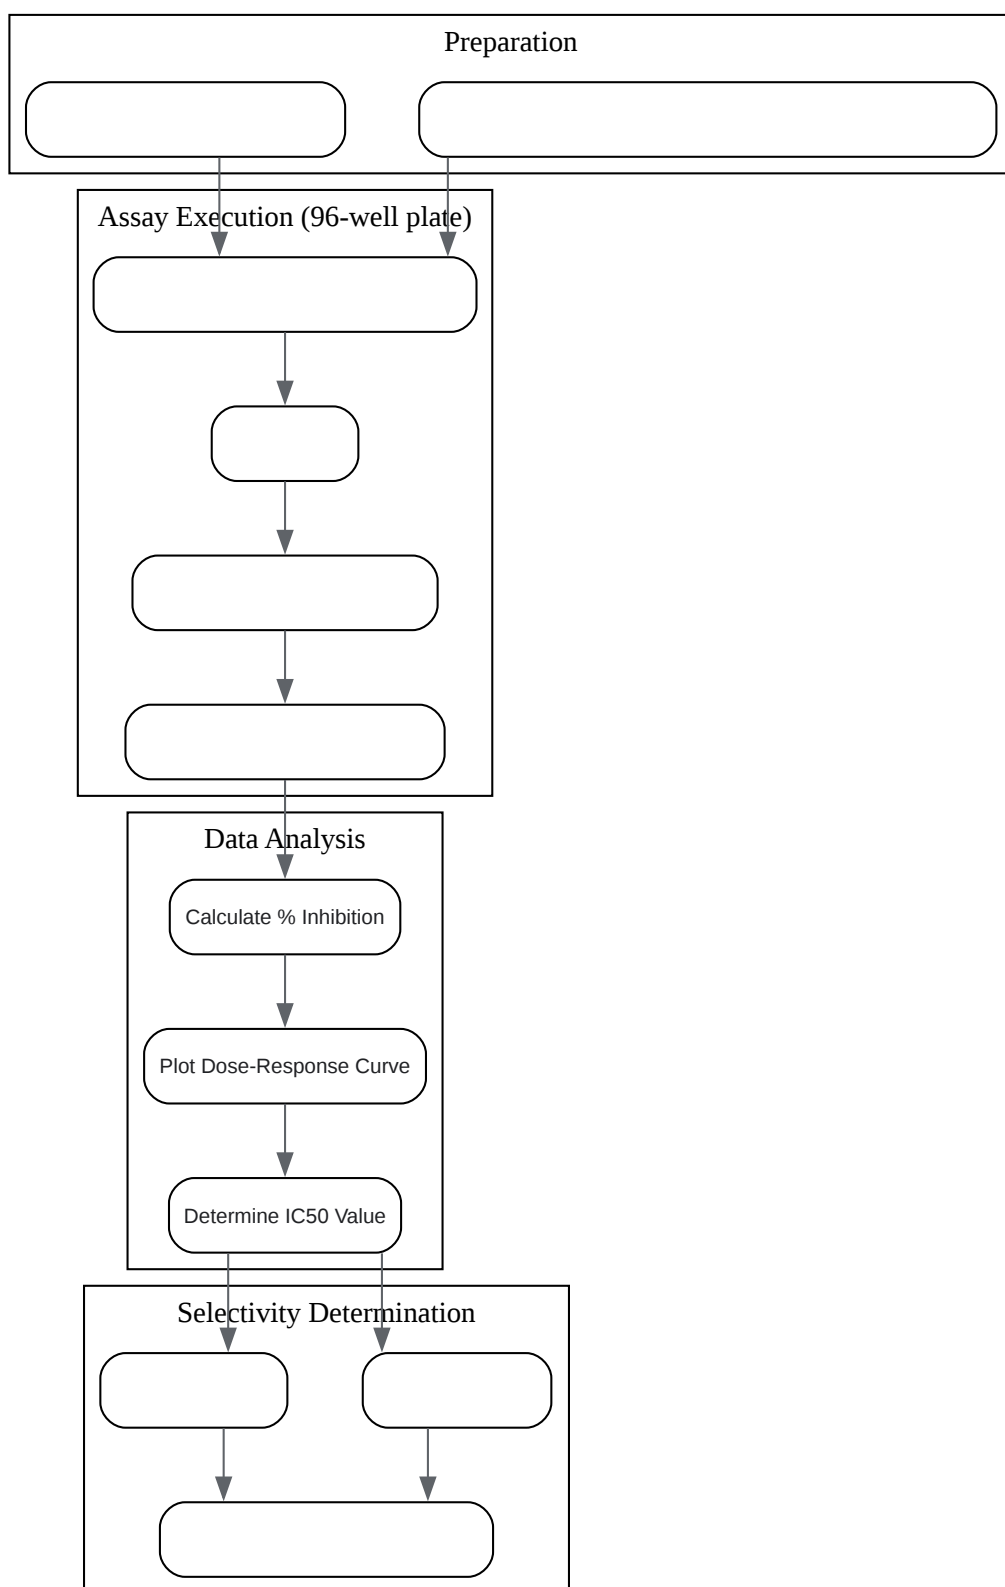 Preparation
Assay Execution (96-well plate)
Data Analysis
Calculate % Inhibition
Plot Dose-Response Curve
Determine IC50 Value
Selectivity Determination